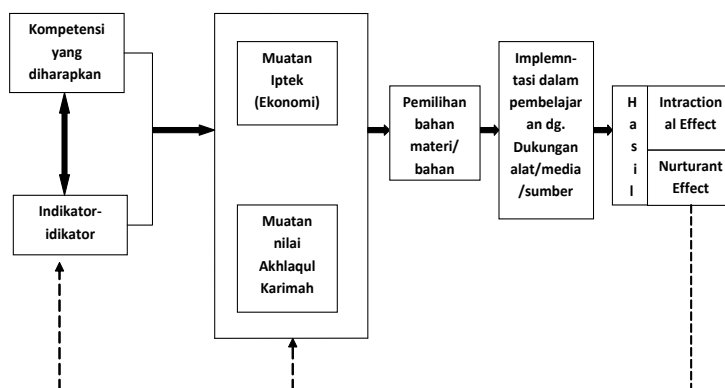 Kompetensi
yang
diharapkan
Indikator-
idikator
Muatan
Iptek
(Ekonomi)
Muatan
nilai
Akhlaqul
Karimah
Pemilihan
bahan
materi/
bahan
Implemn-
tasi dalam
pembelajar
an dg.
Dukungan
alat/media
/sumber
H
a
s
i
l
Intraction
al Effect
Nurturant
Effect